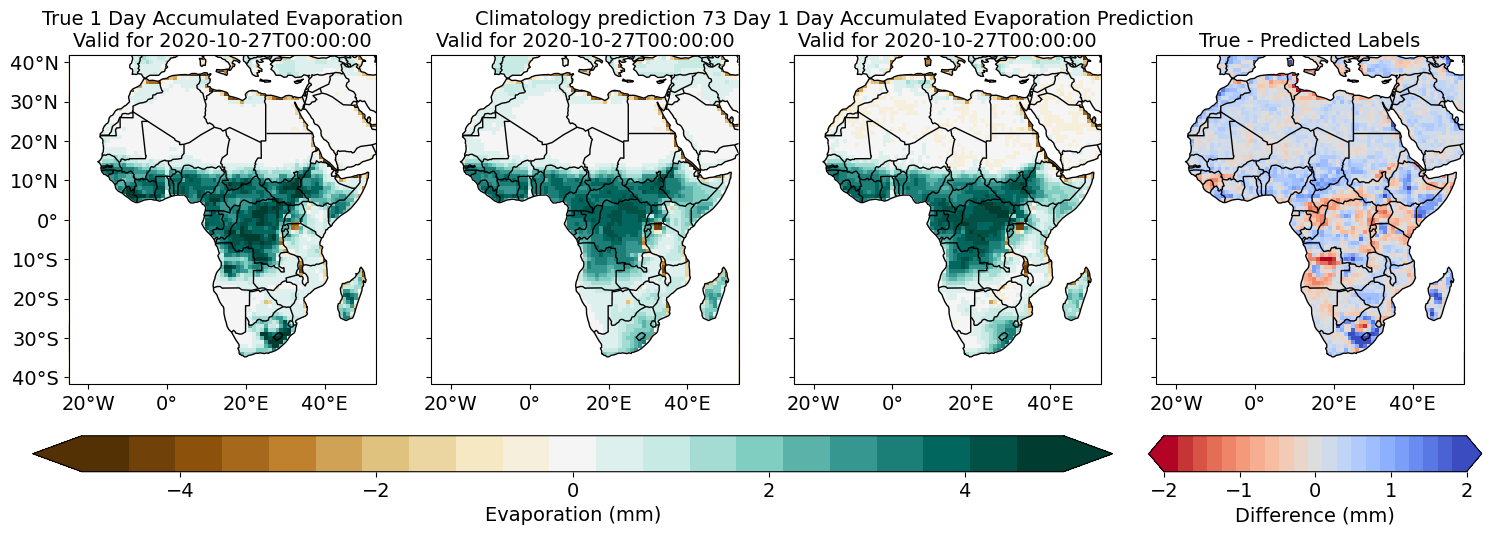 True 1 Day Accumulated Evaporation
Valid for 2020-10-27T00:00:00
Climatology prediction 73 Day 1 Day Accumulated Evaporation Prediction
Valid for 2020-10-27T00:00:00
Valid for 2020-10-27T00:00:00
True - Predicted Labels
40°N
30°N
20°N
10°N
0°
10°S
20°S
30°S
40°S
20°W 0° 20°E 40°E
20°W 0° 20°E 40°E
20°W 0° 20°E 40°E
20°W 0° 20°E 40°E
−4 −2 0 2 4
Evaporation (mm)
−2 −1 0 1 2
Difference (mm)